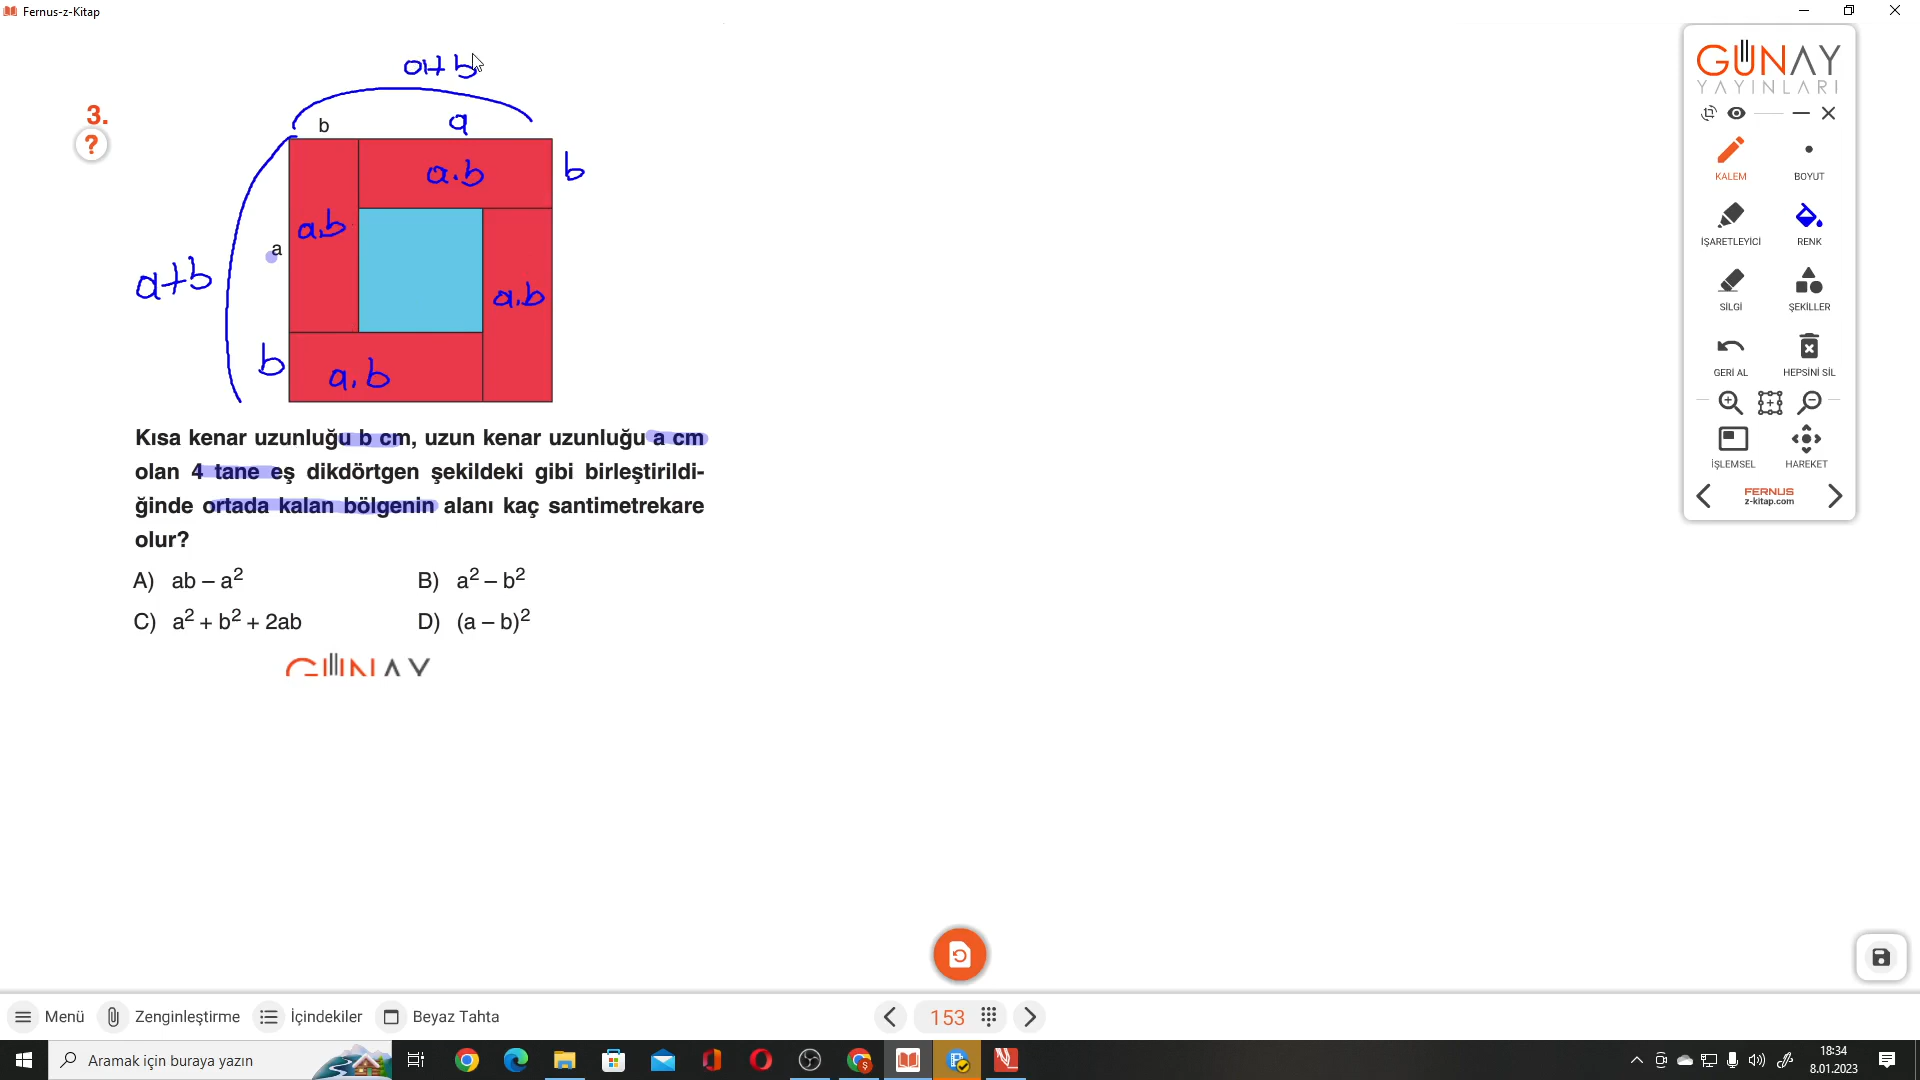 Fernus-z-Kitap
a+b
3.
?
b
a
a.b
b
a.b
a
a+b
a.b
b
a.b
Kısa kenar uzunluğu b cm, uzun kenar uzunluğu a cm
olan 4 tane eş dikdörtgen şekildeki gibi birleştirildi-
ğinde ortada kalan bölgenin alanı kaç santimetrekare
olur?
A) ab – a²
B) a² – b²
C) a² + b² + 2ab
D) (a – b)²
GÜNAY
GÜNAY
YAYINLARI
KALEM
BOYUT
İŞARETLEYİCİ
RENK
SİLGİ
ŞEKİLLER
GERİ AL
HEPSİNİ SİL
İŞLEMSEL
HAREKET
FERNUS
z-kitap.com
Menü
Zenginleştirme
İçindekiler
Beyaz Tahta
153
Aramak için buraya yazın
18:34
8.01.2023